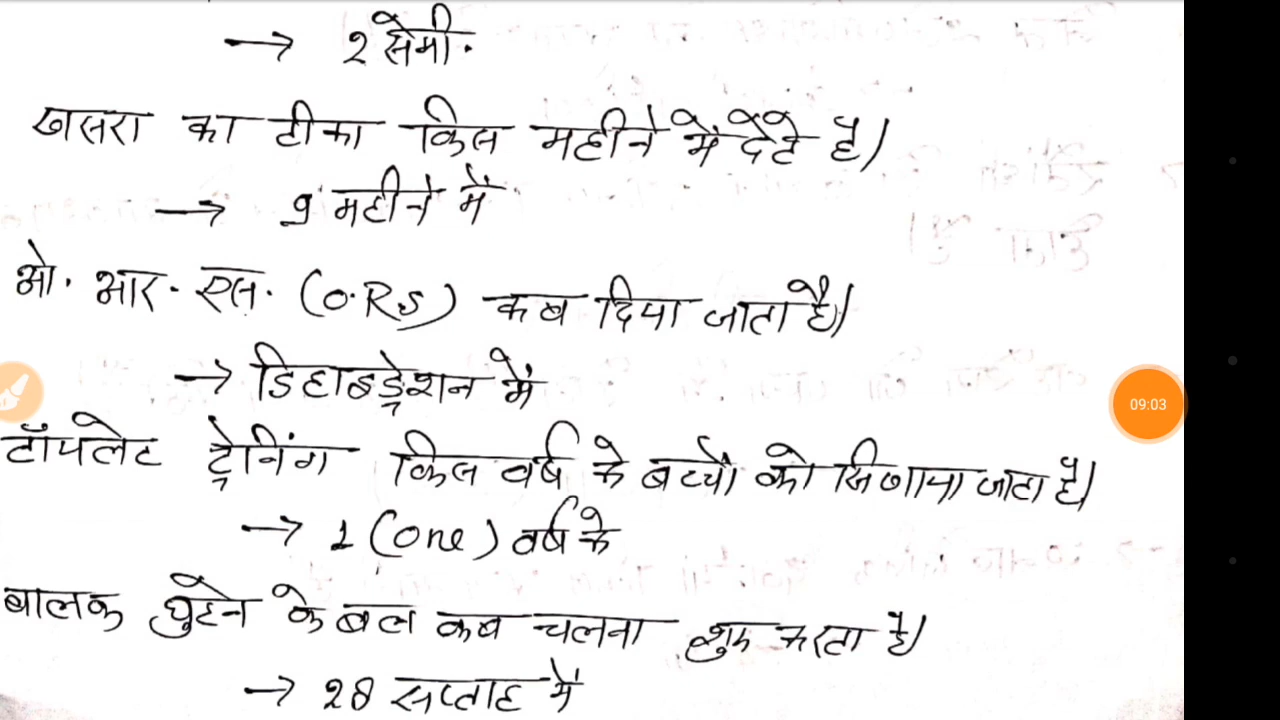 → 2 सेमी.
खसरा का टीका किस महीने में देते है।
→ 9 महीने में
ओ. आर. एस. (O.R.S) कब दिया जाता है।
→ डिहाइड्रेशन में
टॉयलेट ट्रेनिंग किस वर्ष के बच्चों को सिखाया जाता है।
→ 1 (One) वर्ष के
बालक घुटने के बल कब चलना शुरू करता है।
→ 28 सप्ताह में
09:03